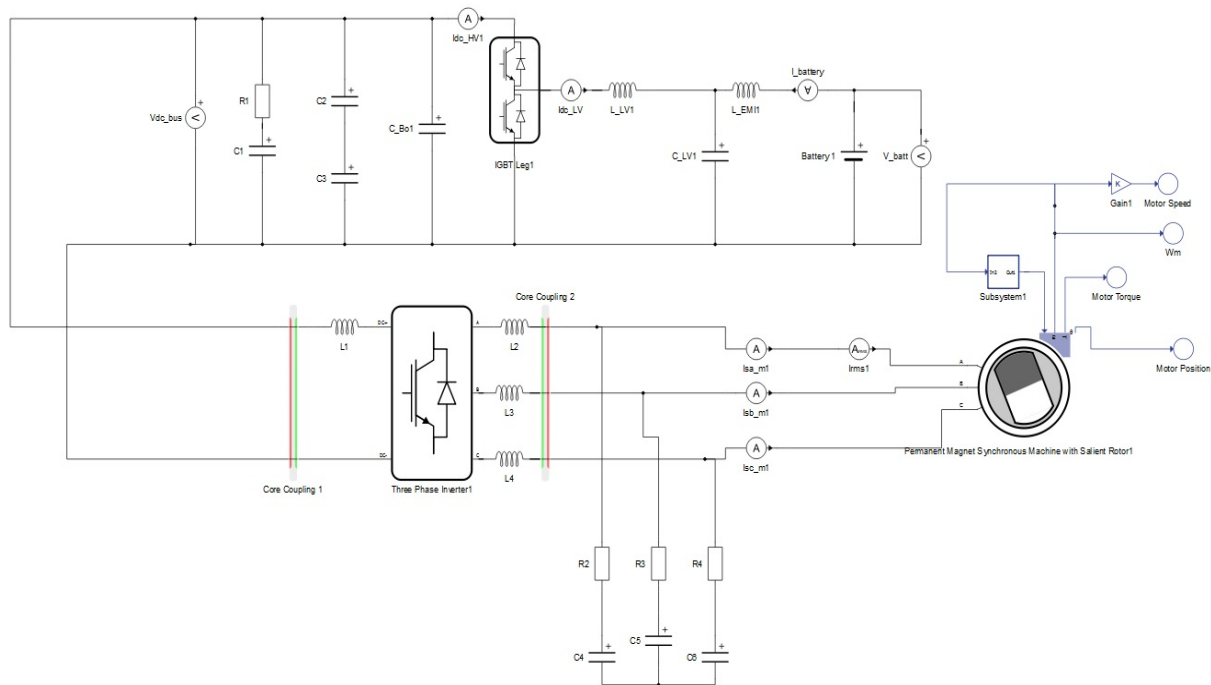 Idc_HV1
I_battery
R1
C2
Vdc_bus
C_Bo1
Idc_LV
L_LV1
L_EMI1
C1
C3
IGBT Leg1
C_LV1
Battery 1
V_batt
K
Gain1
Motor Speed
Wm
Subsystem1
Motor Torque
Core Coupling 2
DC+
A
L1
L2
Isa_m1
Irms1
Motor Position
A
B
L3
B
Isb_m1
C
DC-
C
L4
Isc_m1
Permanent Magnet Synchronous Machine with Salient Rotor1
Core Coupling 1
Three Phase Inverter1
R2
R3
R4
C4
C5
C6